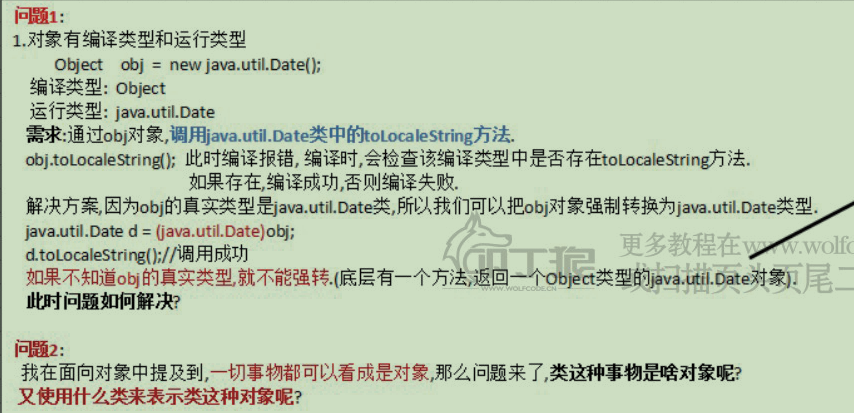 问题1:
1.对象有编译类型和运行类型
Object obj = new java.util.Date();
编译类型: Object
运行类型: java.util.Date
需求:通过obj对象,调用java.util.Date类中的toLocaleString方法.
obj.toLocaleString(); 此时编译报错, 编译时,会检查该编译类型中是否存在toLocaleString方法.
如果存在,编译成功,否则编译失败.
解决方案,因为obj的真实类型是java.util.Date类,所以我们可以把obj对象强制转换为java.util.Date类型.
java.util.Date d = (java.util.Date)obj;
d.toLocaleString();//调用成功
叩丁狼
WWW.WOLFCODE.CN
更多教程在www.wolfc
或扫描页头页尾二
如果不知道obj的真实类型,就不能强转.(底层有一个方法,返回一个Object类型的java.util.Date对象).
此时问题如何解决?
问题2:
我在面向对象中提及到,一切事物都可以看成是对象,那么问题来了,类这种事物是啥对象呢?
又使用什么类来表示类这种对象呢?